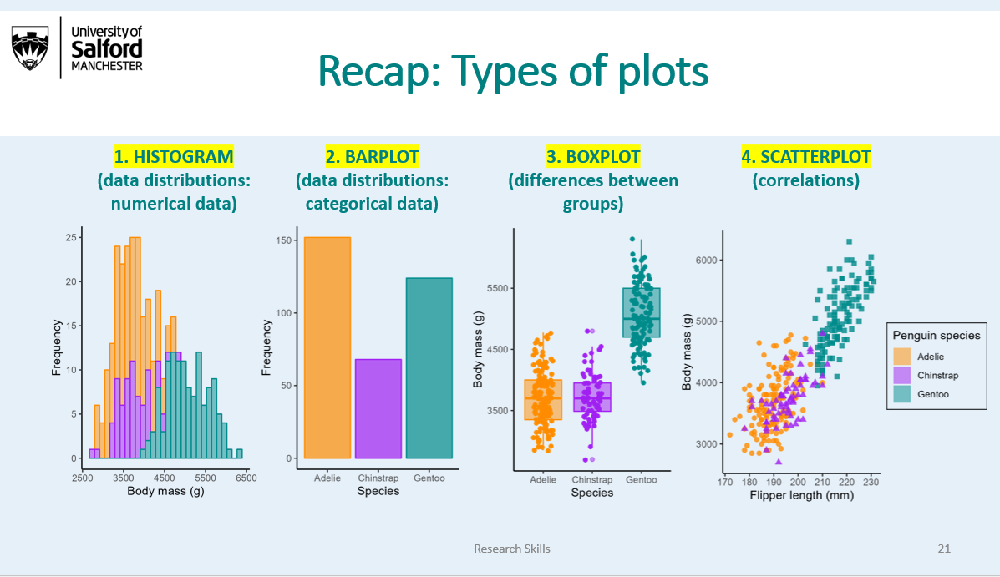 University of
Salford
MANCHESTER
Recap: Types of plots
1. HISTOGRAM
(data distributions:
numerical data)
2. BARPLOT
(data distributions:
categorical data)
3. BOXPLOT
(differences between
groups)
4. SCATTERPLOT
(correlations)
Frequency
25
20
15
10
5
0
2500 3500 4500 5500 6500
Body mass (g)
Frequency
150
100
50
0
Adelie Chinstrap Gentoo
Species
Body mass (g)
5500
4500
3500
Adelie Chinstrap Gentoo
Species
Body mass (g)
6000
5000
4000
3000
170 180 190 200 210 220 230
Flipper length (mm)
Penguin species
Adelie
Chinstrap
Gentoo
Research Skills
21